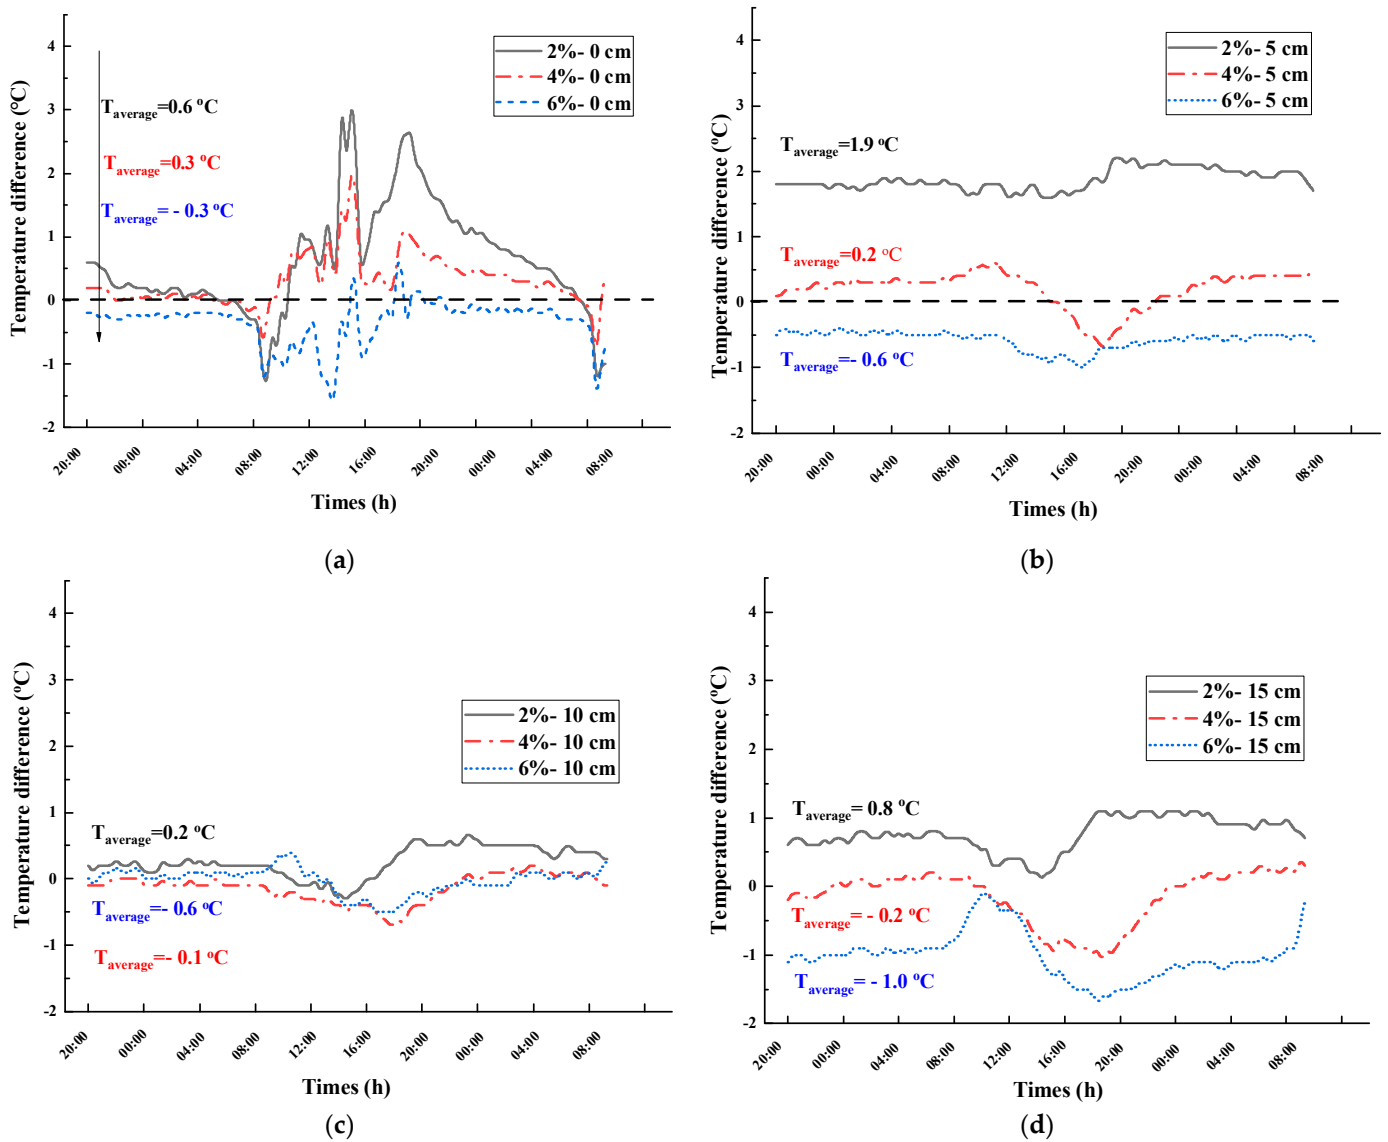 4
3
2
1
0
-1
-2
Temperature difference (ºC)
2%- 0 cm
4%- 0 cm
6%- 0 cm
Taverage=0.6 ºC
Taverage=0.3 ºC
Taverage= - 0.3 ºC
20:00 00:00 04:00 08:00 12:00 16:00 20:00 00:00 04:00 08:00
Times (h)
(a)
4
3
2
1
0
-1
-2
Temperature difference (ºC)
2%- 5 cm
4%- 5 cm
6%- 5 cm
Taverage=1.9 ºC
Taverage=0.2 ºC
Taverage=- 0.6 ºC
20:00 00:00 04:00 08:00 12:00 16:00 20:00 00:00 04:00 08:00
Times (h)
(b)
4
3
2
1
0
-1
-2
Temperature difference (ºC)
2%- 10 cm
4%- 10 cm
6%- 10 cm
Taverage=0.2 ºC
Taverage=- 0.6 ºC
Taverage=- 0.1 ºC
20:00 00:00 04:00 08:00 12:00 16:00 20:00 00:00 04:00 08:00
Times (h)
(c)
4
3
2
1
0
-1
-2
Temperature difference (ºC)
2%- 15 cm
4%- 15 cm
6%- 15 cm
Taverage= 0.8 ºC
Taverage= - 0.2 ºC
Taverage= - 1.0 ºC
20:00 00:00 04:00 08:00 12:00 16:00 20:00 00:00 04:00 08:00
Times (h)
(d)